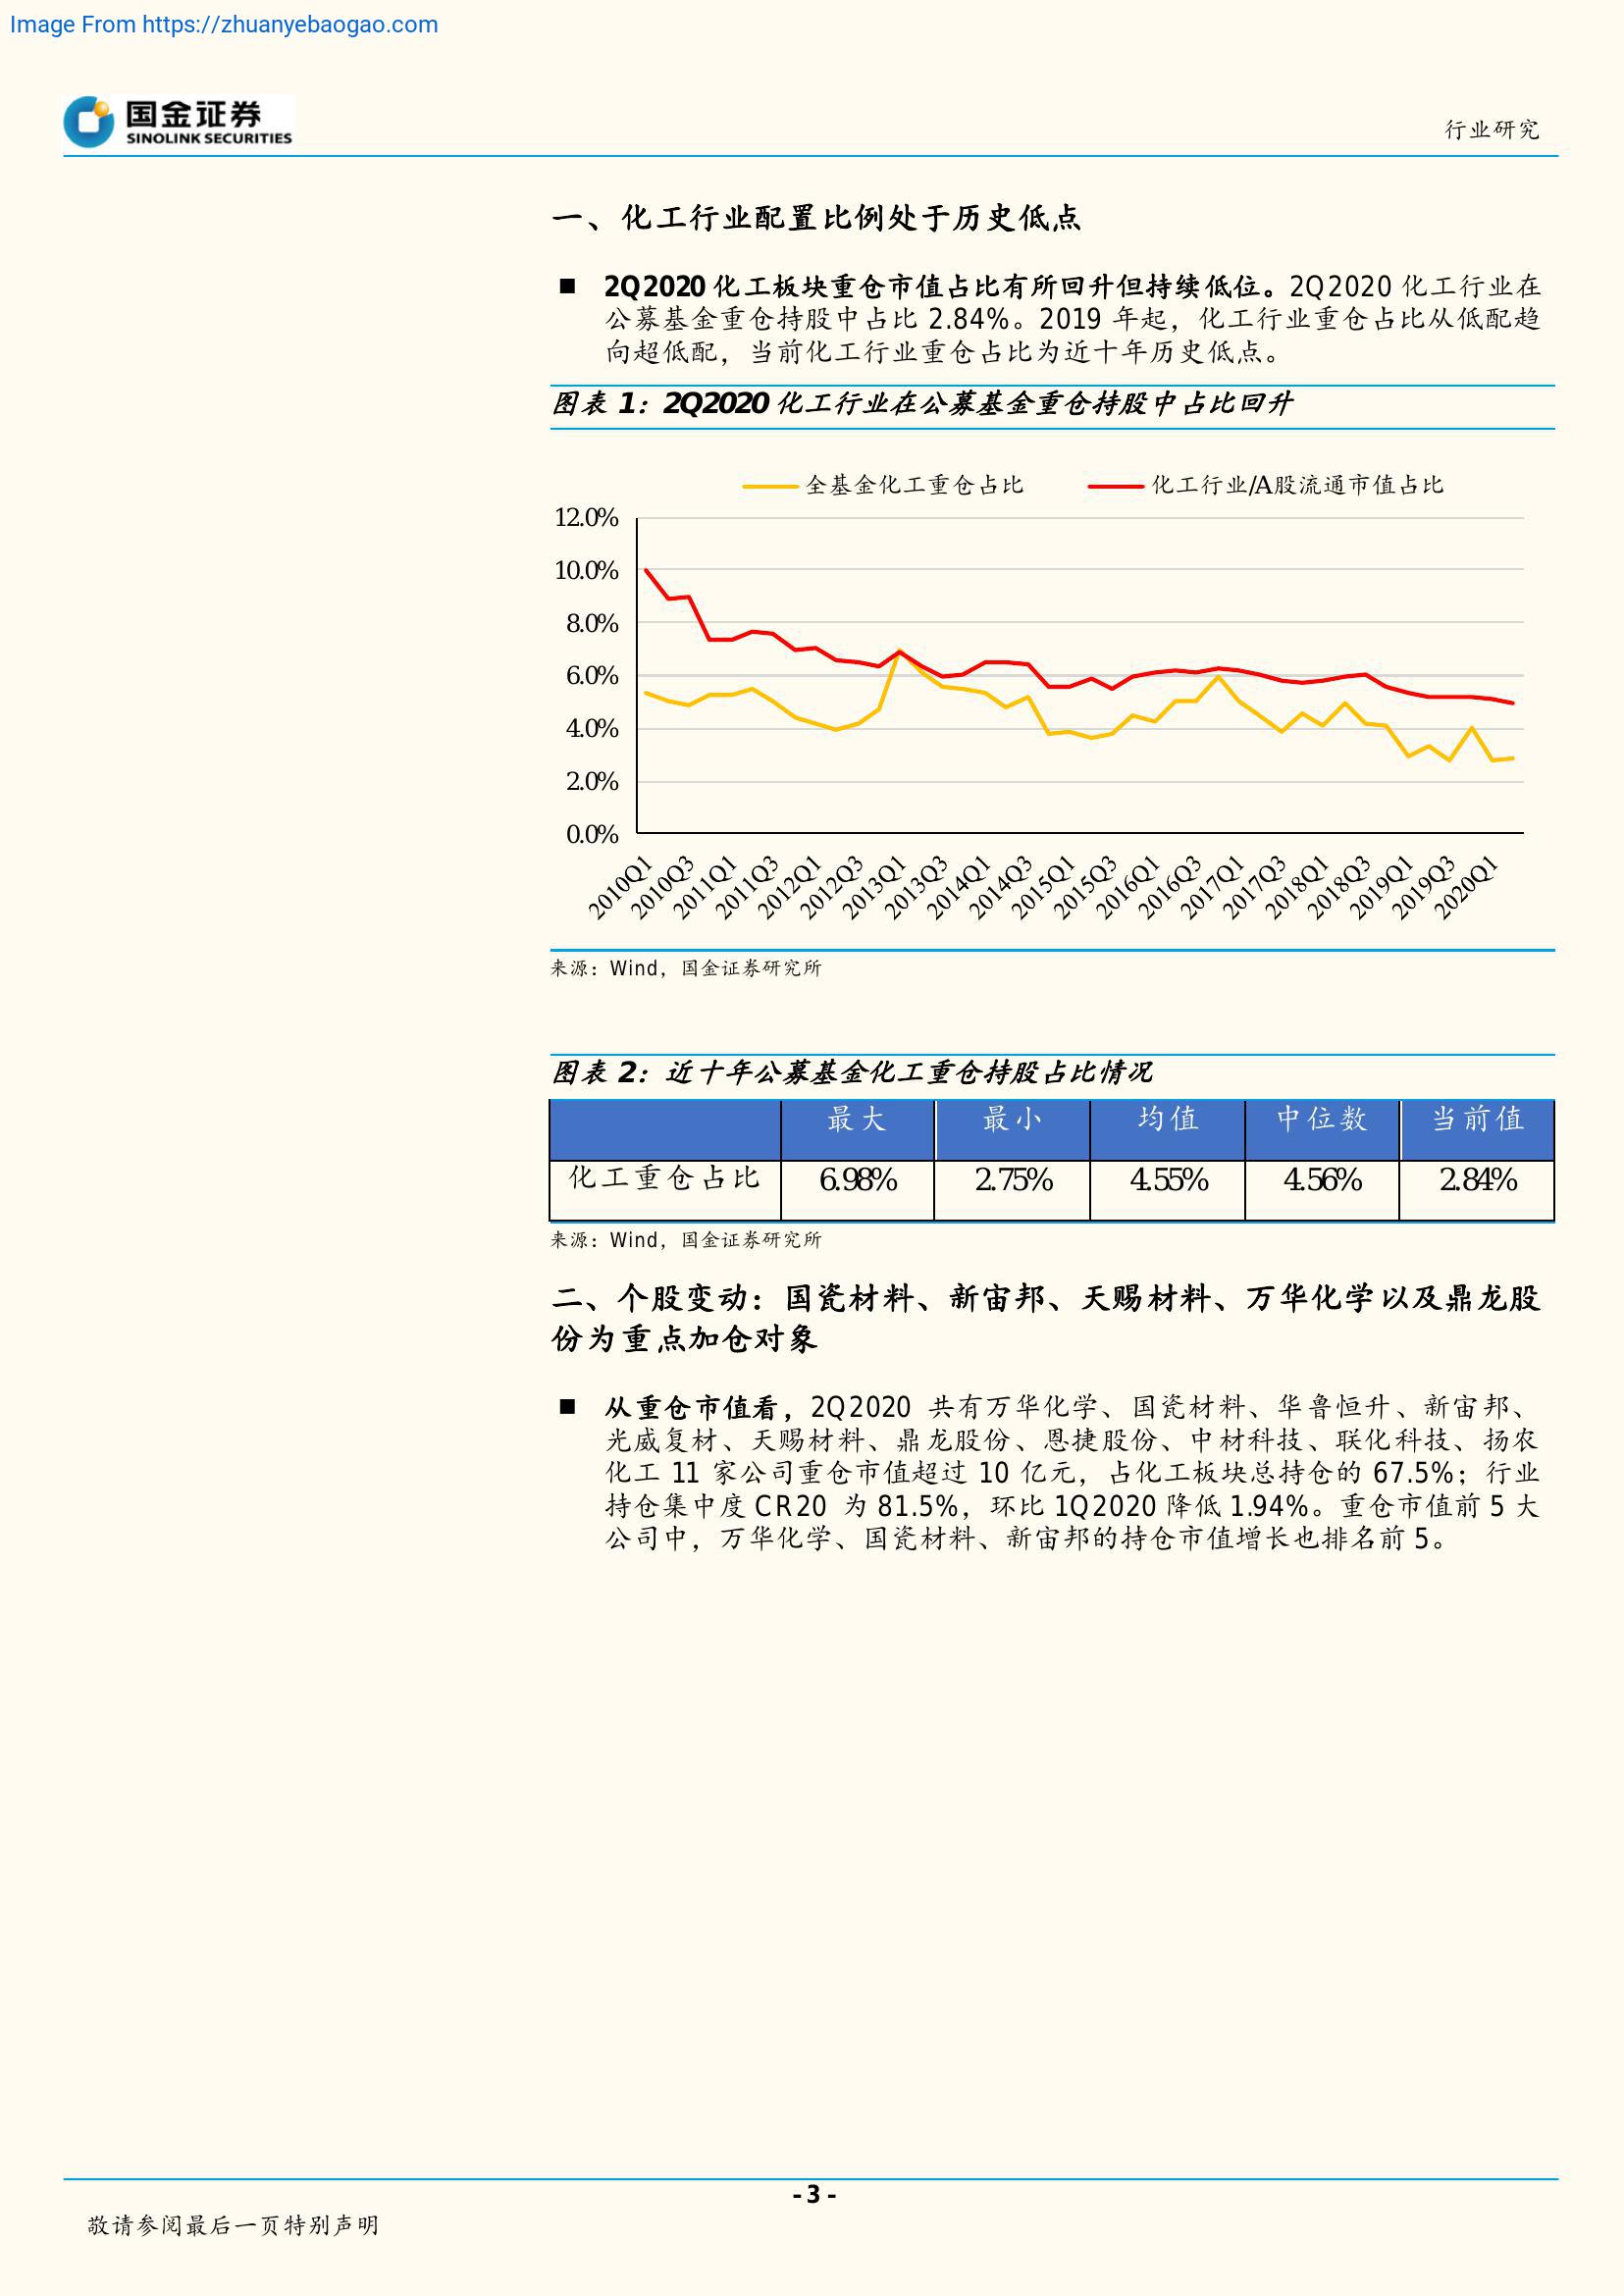 Image From https://zhuanyebaogao.com
国金证券
SINOLINK SECURITIES
行业研究
一、化工行业配置比例处于历史低点
■ 2Q2020 化工板块重仓市值占比有所回升但持续低位。2Q2020 化工行业在
公募基金重仓持股中占比 2.84%。2019 年起，化工行业重仓占比从低配趋
向超低配，当前化工行业重仓占比为近十年历史低点。
图表 1：2Q2020 化工行业在公募基金重仓持股中占比回升
全基金化工重仓占比 化工行业/A股流通市值占比
12.0%
10.0%
8.0%
6.0%
4.0%
2.0%
0.0%
2010Q1 2010Q3 2011Q1 2011Q3 2012Q1 2012Q3 2013Q1 2013Q3 2014Q1 2014Q3 2015Q1 2015Q3 2016Q1 2016Q3 2017Q1 2017Q3 2018Q1 2018Q3 2019Q1 2019Q3 2020Q1
来源：Wind，国金证券研究所
图表 2：近十年公募基金化工重仓持股占比情况
最大 最小 均值 中位数 当前值
化工重仓占比 6.98% 2.75% 4.55% 4.56% 2.84%
来源：Wind，国金证券研究所
二、个股变动：国瓷材料、新宙邦、天赐材料、万华化学以及鼎龙股
份为重点加仓对象
■ 从重仓市值看，2Q2020 共有万华化学、国瓷材料、华鲁恒升、新宙邦、
光威复材、天赐材料、鼎龙股份、恩捷股份、中材科技、联化科技、扬农
化工 11 家公司重仓市值超过 10 亿元，占化工板块总持仓的 67.5%；行业
持仓集中度 CR20 为 81.5%，环比 1Q2020 降低 1.94%。重仓市值前 5 大
公司中，万华化学、国瓷材料、新宙邦的持仓市值增长也排名前 5。
- 3 -
敬请参阅最后一页特别声明